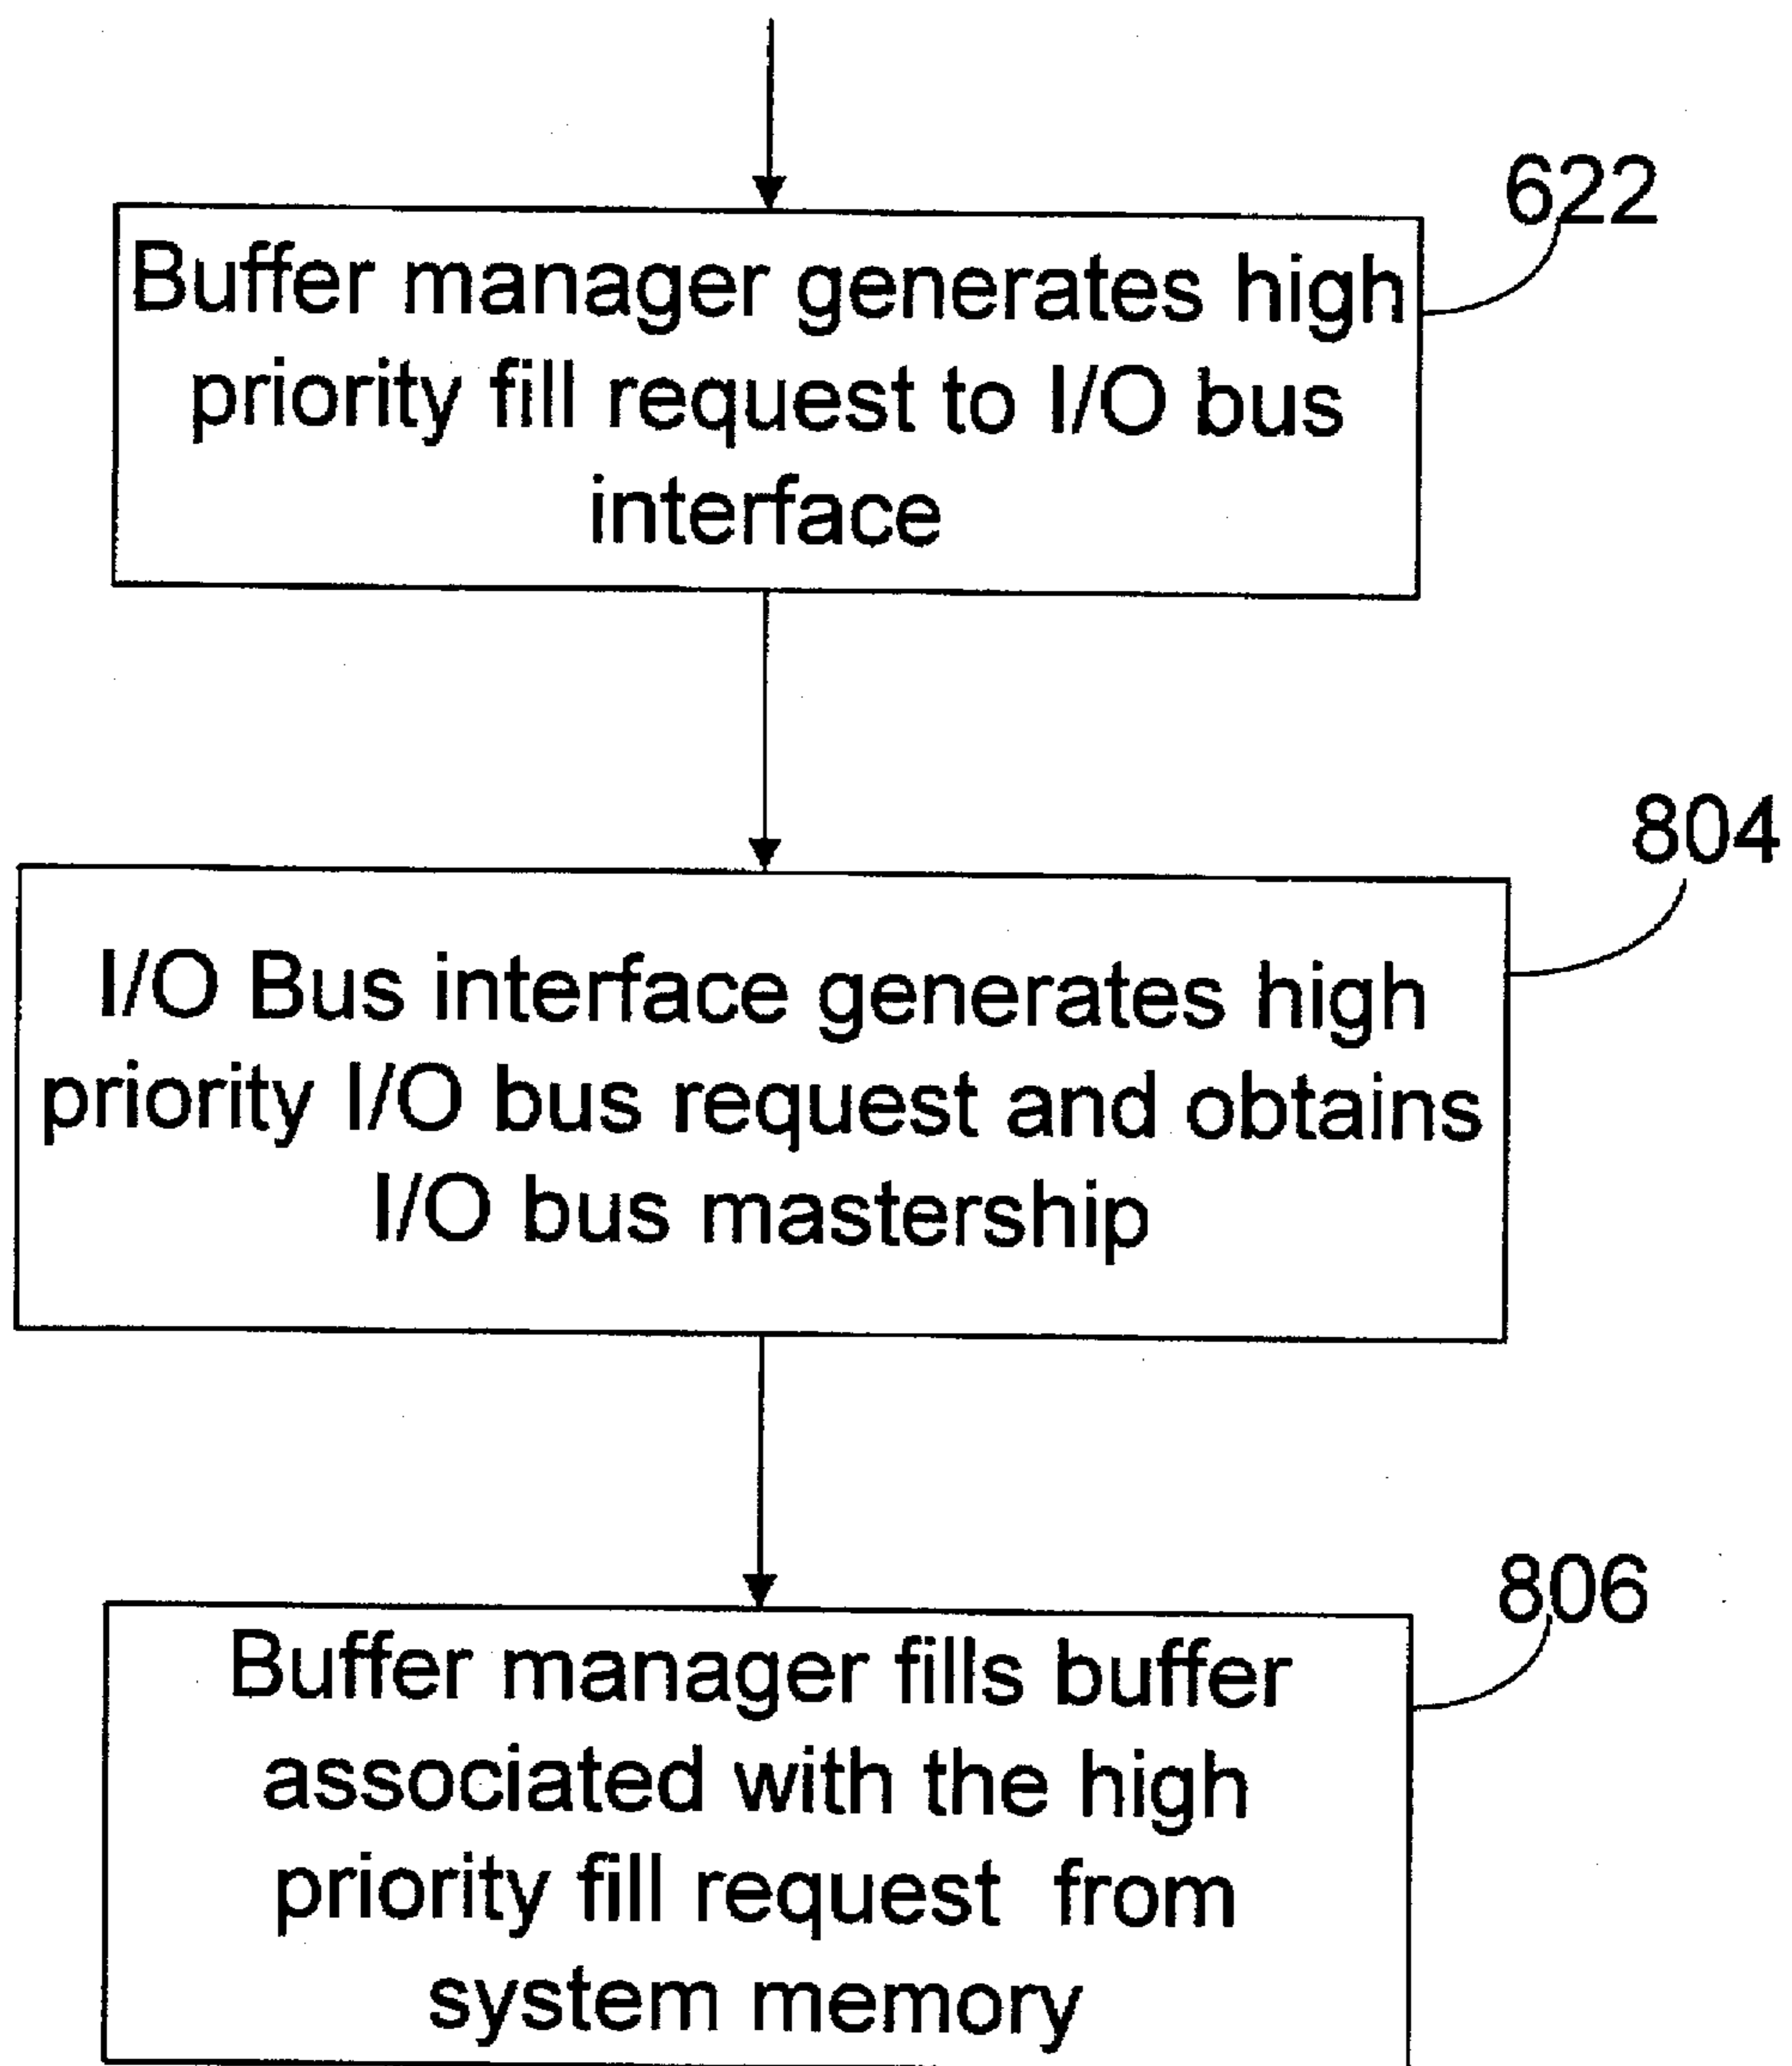 622
Buffer manager generates high
priority fill request to I/O bus
interface
804
I/O Bus interface generates high
priority I/O bus request and obtains
I/O bus mastership
806
Buffer manager fills buffer
associated with the high
priority fill request from
system memory